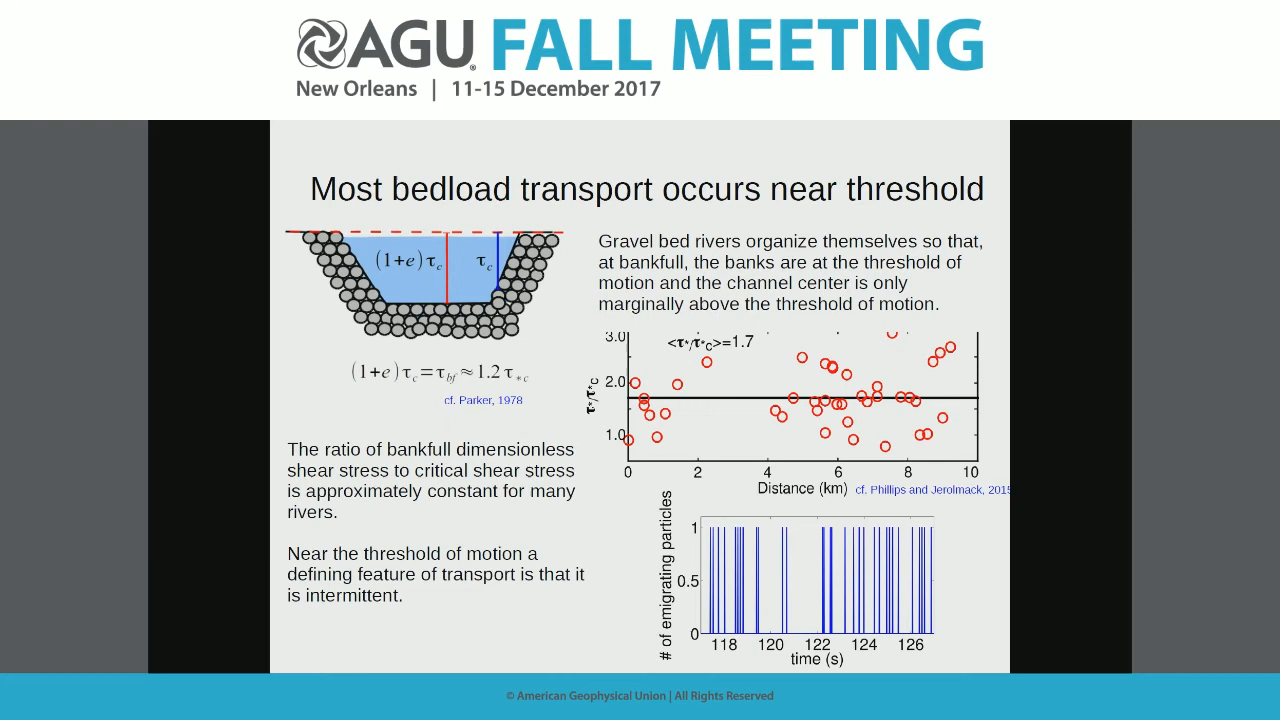 AGU FALL MEETING
New Orleans | 11-15 December 2017
Most bedload transport occurs near threshold
(1+e)τc
τc
(1+e)τc=τbf≈1.2τ*c
cf. Parker, 1978
The ratio of bankfull dimensionless
shear stress to critical shear stress
is approximately constant for many
rivers.
Near the threshold of motion a
defining feature of transport is that it
is intermittent.
Gravel bed rivers organize themselves so that,
at bankfull, the banks are at the threshold of
motion and the channel center is only
marginally above the threshold of motion.
<τ*/τ*c>=1.7
τ*/τ*c
3.0
2.0
1.0
0 2 4 6 8 10
Distance (km)
cf. Phillips and Jerolmack, 2015
# of emigrating particles
1
0.5
0
118 120 122 124 126
time (s)
© American Geophysical Union | All Rights Reserved